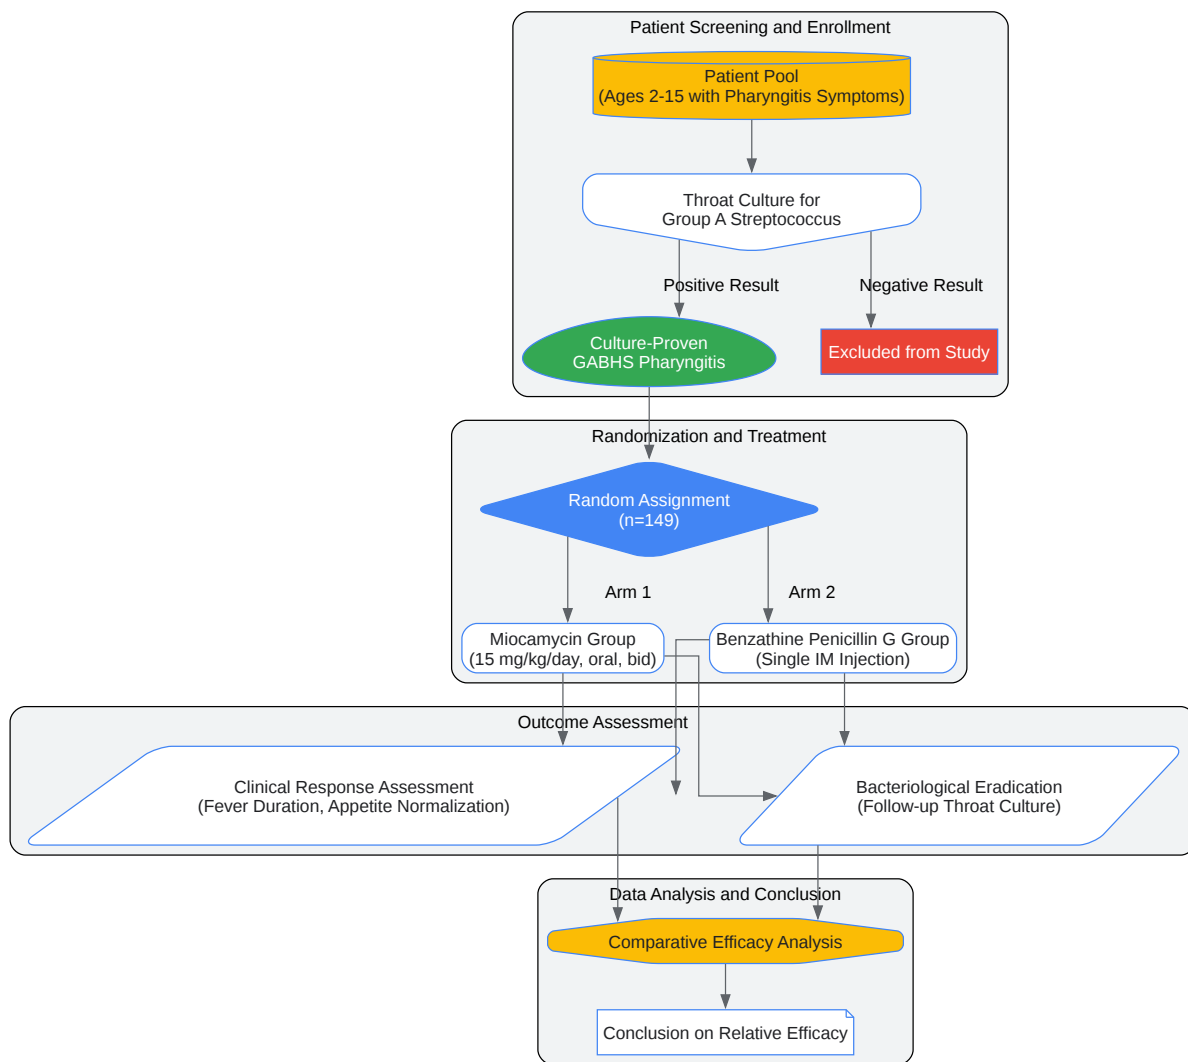 Patient Screening and Enrollment
Patient Pool
(Ages 2-15 with Pharyngitis Symptoms)
Throat Culture for
Group A Streptococcus
Positive Result
Negative Result
Culture-Proven
GABHS Pharyngitis
Excluded from Study
Randomization and Treatment
Random Assignment
(n=149)
Arm 1
Arm 2
Miocamycin Group
(15 mg/kg/day, oral, bid)
Benzathine Penicillin G Group
(Single IM Injection)
Outcome Assessment
Clinical Response Assessment
(Fever Duration, Appetite Normalization)
Bacteriological Eradication
(Follow-up Throat Culture)
Data Analysis and Conclusion
Comparative Efficacy Analysis
Conclusion on Relative Efficacy